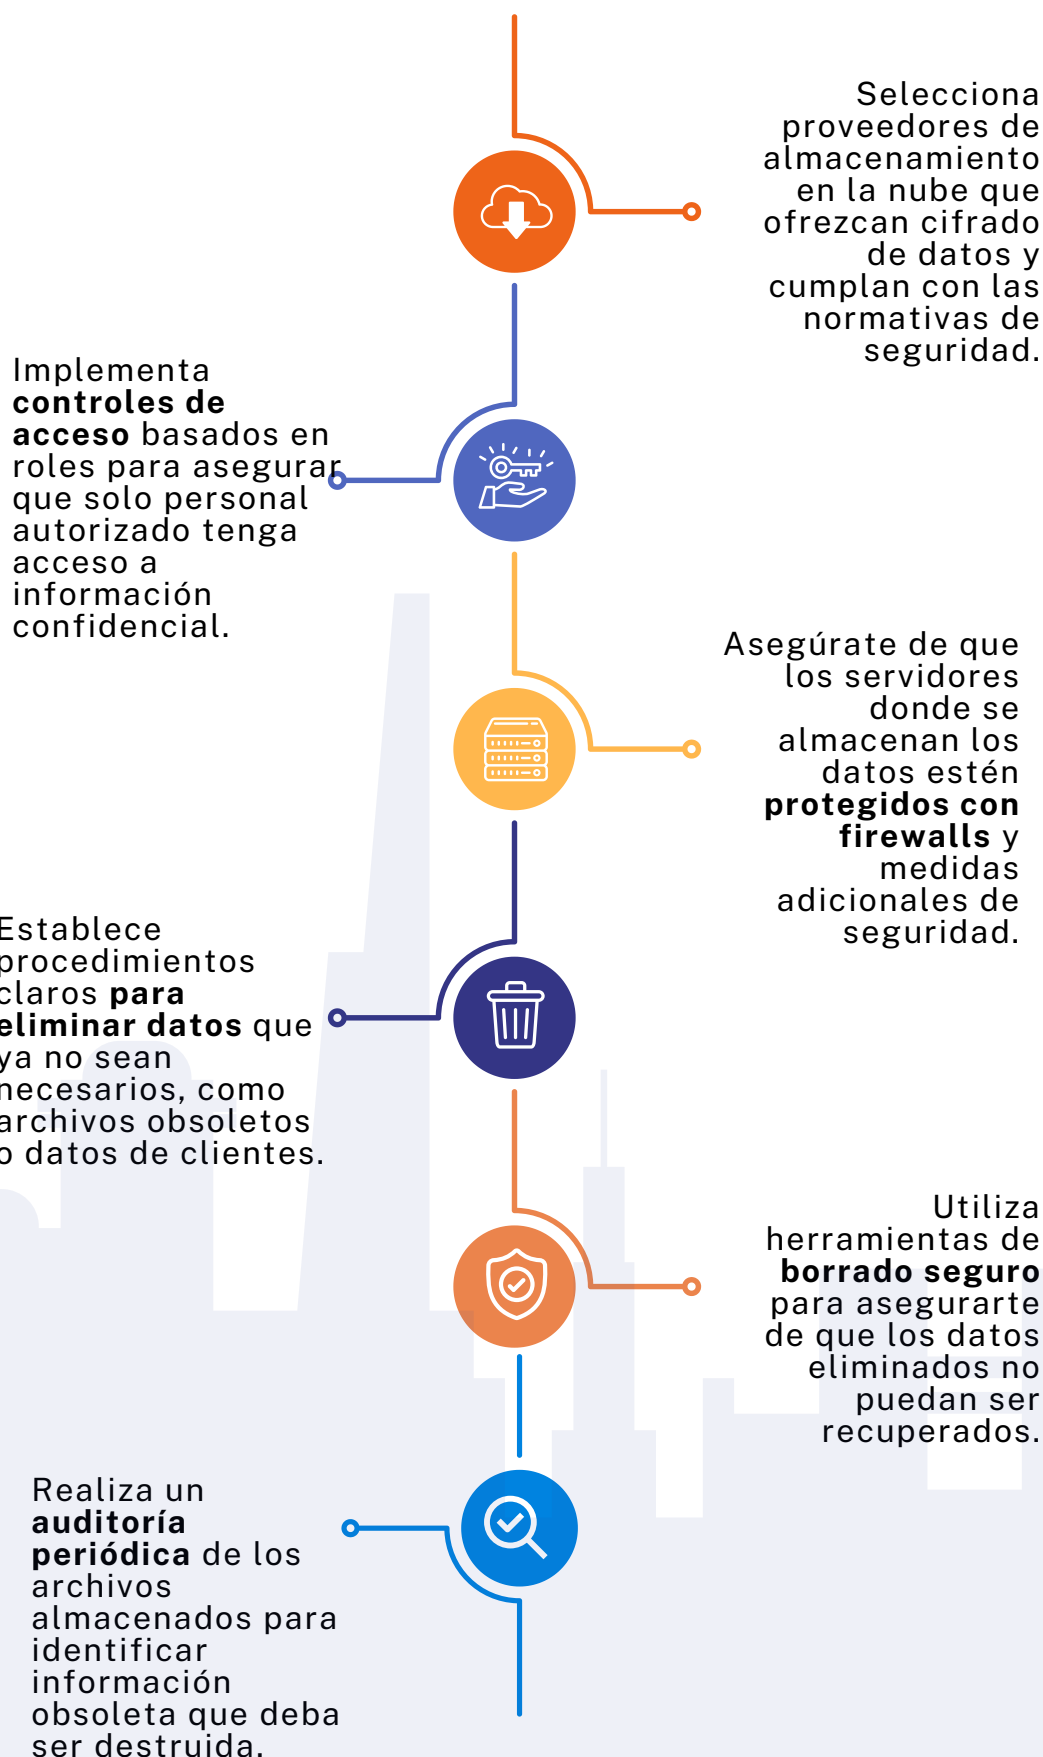 Selecciona
proveedores de
almacenamiento
en la nube que
ofrezcan cifrado
de datos y
cumplan con las
normativas de
seguridad.
Implementa
controles de
acceso basados en
roles para asegurar
que solo personal
autorizado tenga
acceso a
información
confidencial.
Asegúrate de que
los servidores
donde se
almacenan los
datos estén
protegidos con
firewalls y
medidas
adicionales de
seguridad.
Establece
procedimientos
claros para
eliminar datos que
ya no sean
necesarios, como
archivos obsoletos
o datos de clientes.
Utiliza
herramientas de
borrado seguro
para asegurarte
de que los datos
eliminados no
puedan ser
recuperados.
Realiza un
auditoría
periódica de los
archivos
almacenados para
identificar
información
obsoleta que deba
ser destruida.